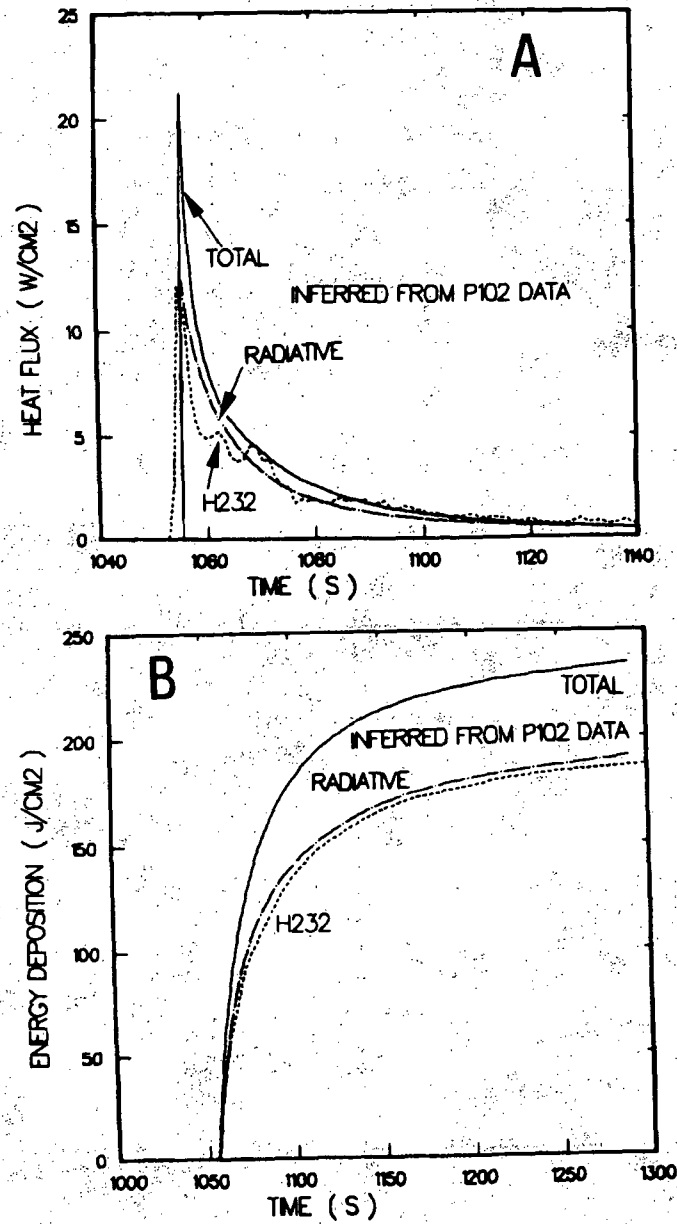 A
25
20
15
10
5
0
HEAT FLUX ( W/CM2 )
TOTAL
INFERRED FROM P102 DATA
RADIATIVE
H232
1040
1060
1080
1100
1120
1140
TIME ( S )
B
250
200
150
100
50
0
ENERGY DEPOSITION ( J/CM2 )
TOTAL
INFERRED FROM P102 DATA
RADIATIVE
H232
1000
1050
1100
1150
1200
1250
1300
TIME ( S )